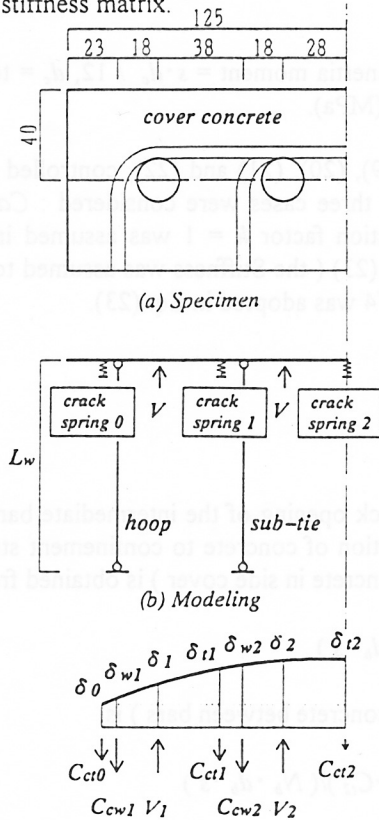 stiffness matrix.
125
23 18 38 18 28
40
cover concrete
(a) Specimen
crack spring 0 V crack spring 1 V crack spring 2
Lw
hoop sub-tie
(b) Modeling
δ0 δw1 δ1 δt1 δw2 δ2 δt2
Cct0 Cct1 Cct2
Ccw1 V1 Ccw2 V2